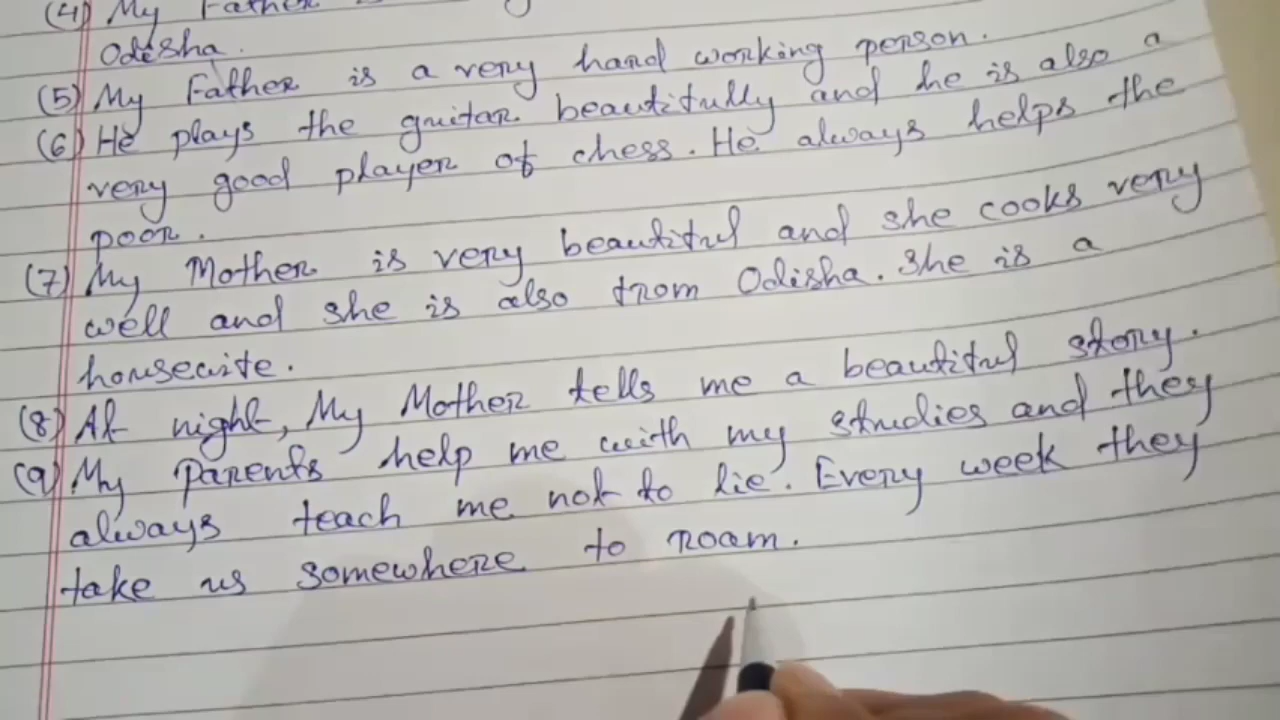 (4) My Father
Odisha.
(5) My Father is a very hard working person.
(6) He plays the guitar beautifully and he is also a
very good player of chess. He always helps the
poor.
(7) My Mother is very beautiful and she cooks very
well and she is also from Odisha. She is a
housewife.
(8) At night, My Mother tells me a beautiful story.
(9) My parents help me with my studies and they
always teach me not to lie. Every week they
take us somewhere to roam.